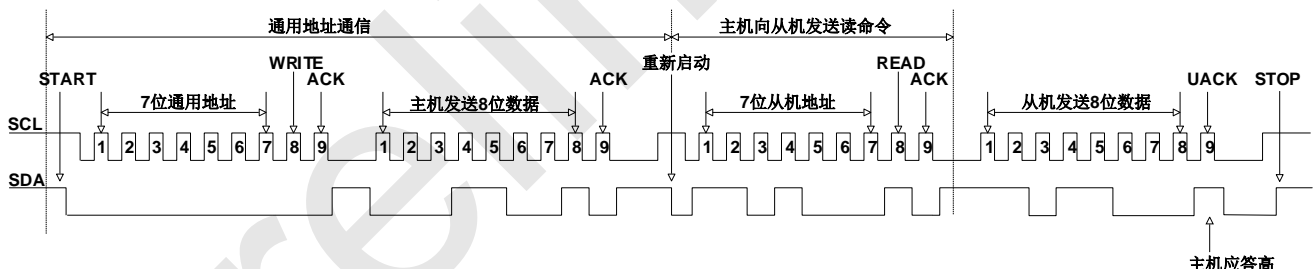 通用地址通信 主机向从机发送读命令
WRITE 重新启动 READ
START ACK ACK ACK UACK STOP
7位通用地址 主机发送8位数据 7位从机地址 从机发送8位数据
SCL 1 2 3 4 5 6 7 8 9 1 2 3 4 5 6 7 8 9 1 2 3 4 5 6 7 8 9 1 2 3 4 5 6 7 8 9
SDA
主机应答高